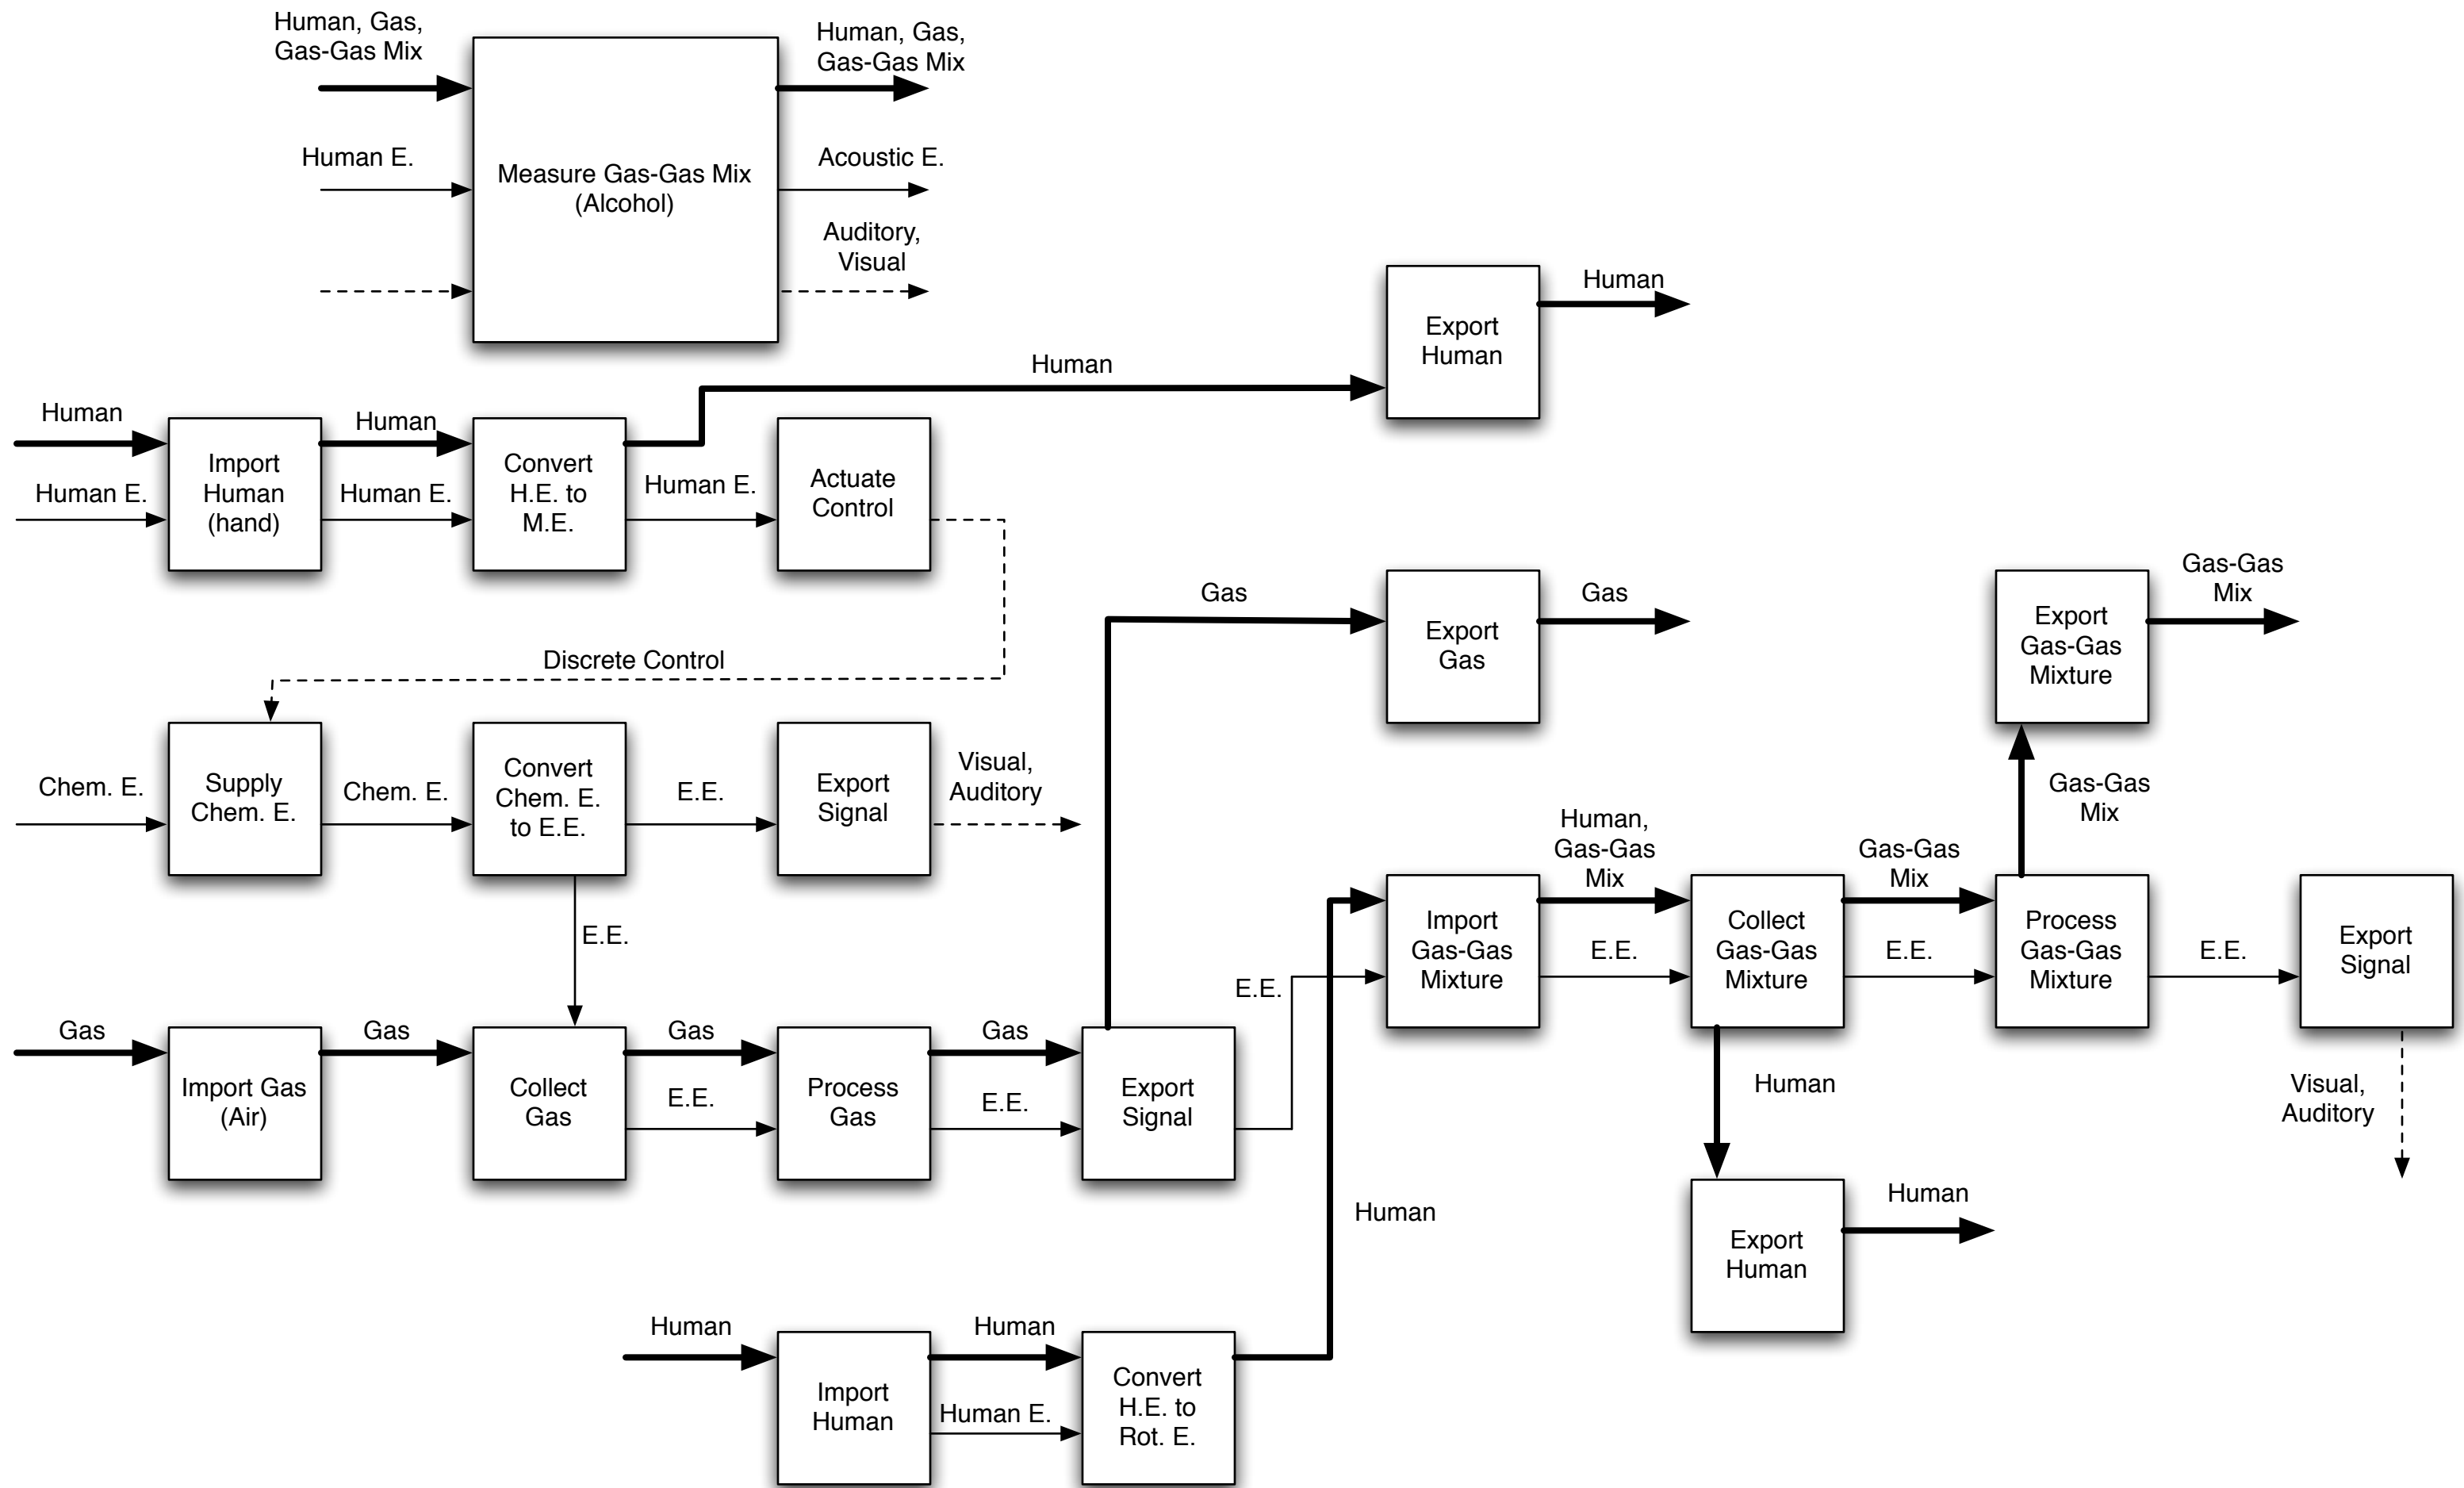 Human, Gas,
Gas-Gas Mix
Human, Gas,
Gas-Gas Mix
Human E.
Measure Gas-Gas Mix
(Alcohol)
Acoustic E.
Auditory,
Visual
Export
Human
Human
Human
Human
Import
Human
(hand)
Human
Convert
H.E. to
M.E.
Human E.
Human E.
Human E.
Actuate
Control
Discrete Control
Gas
Export
Gas
Gas
Export
Gas-Gas
Mixture
Gas-Gas
Mix
Chem. E.
Supply
Chem. E.
Chem. E.
Convert
Chem. E.
to E.E.
E.E.
Export
Signal
Visual,
Auditory
E.E.
Gas-Gas
Mix
Human,
Gas-Gas
Mix
Gas-Gas
Mix
Import
Gas-Gas
Mixture
E.E.
Collect
Gas-Gas
Mixture
E.E.
Process
Gas-Gas
Mixture
E.E.
Export
Signal
E.E.
Gas
Import Gas
(Air)
Gas
Collect
Gas
Gas
E.E.
Process
Gas
Gas
E.E.
Export
Signal
Human
Visual,
Auditory
Human
Export
Human
Human
Human
Import
Human
Human
Human E.
Convert
H.E. to
Rot. E.